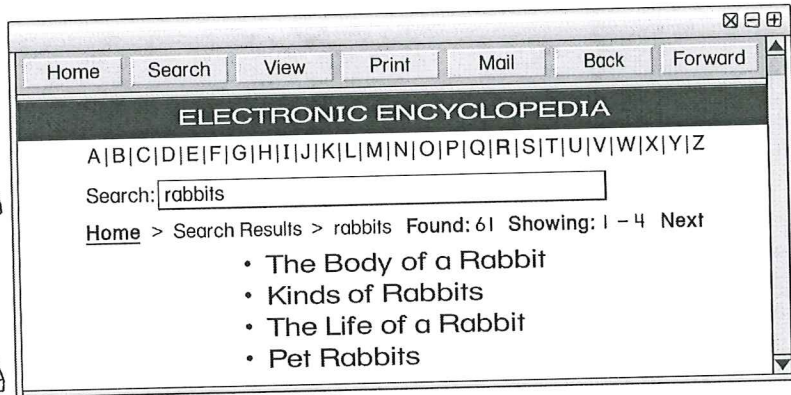 Home Search View Print Mail Back Forward
ELECTRONIC ENCYCLOPEDIA
A|B|C|D|E|F|G|H|I|J|K|L|M|N|O|P|Q|R|S|T|U|V|W|X|Y|Z
Search: rabbits
Home > Search Results > rabbits Found: 61 Showing: 1 – 4 Next
• The Body of a Rabbit
• Kinds of Rabbits
• The Life of a Rabbit
• Pet Rabbits